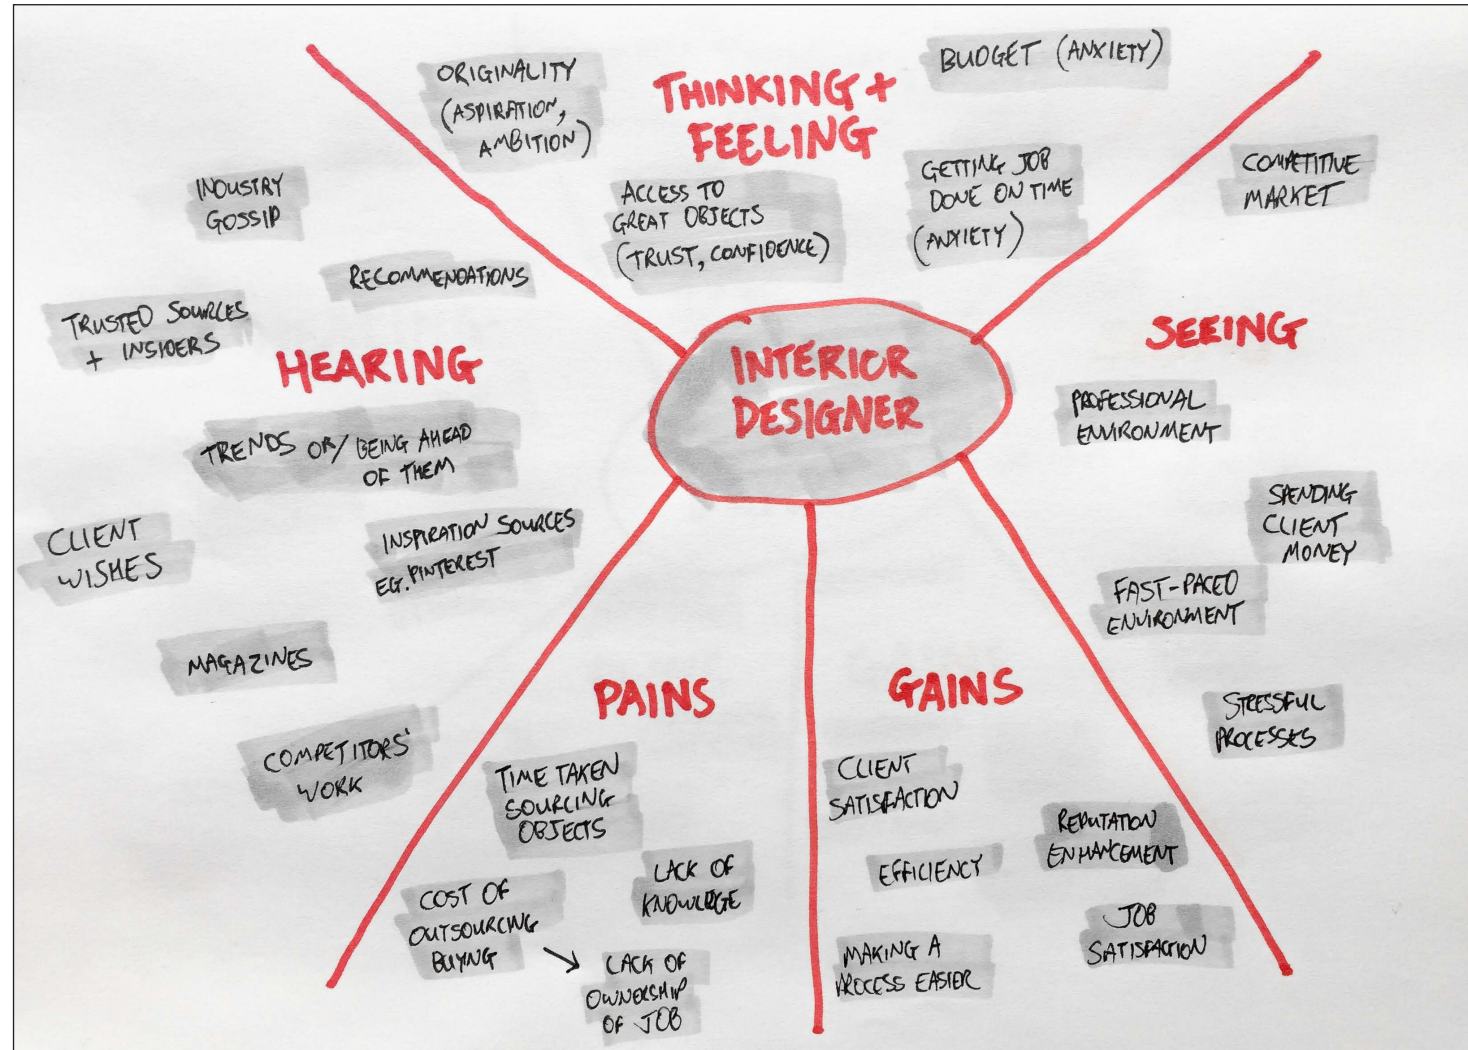 THINKING +
FEELING
ORIGINALITY
(ASPIRATION,
AMBITION)
BUDGET (ANXIETY)
ACCESS TO
GREAT OBJECTS
(TRUST, CONFIDENCE)
GETTING JOB
DONE ON TIME
(ANXIETY)
INTERIOR
DESIGNER
HEARING
INDUSTRY
GOSSIP
RECOMMENDATIONS
TRUSTED SOURCES
+ INSIDERS
TRENDS OR/ BEING AHEAD
OF THEM
CLIENT
WISHES
INSPIRATION SOURCES
EG. PINTEREST
MAGAZINES
COMPETITORS'
WORK
SEEING
COMPETITIVE
MARKET
PROFESSIONAL
ENVIRONMENT
SPENDING
CLIENT
MONEY
FAST-PACED
ENVIRONMENT
STRESSFUL
PROCESSES
PAINS
TIME TAKEN
SOURCING
OBJECTS
LACK OF
KNOWLEDGE
COST OF
OUTSOURCING
BUYING
LACK OF
OWNERSHIP
OF JOB
GAINS
CLIENT
SATISFACTION
REPUTATION
ENHANCEMENT
EFFICIENCY
JOB
SATISFACTION
MAKING A
PROCESS EASIER